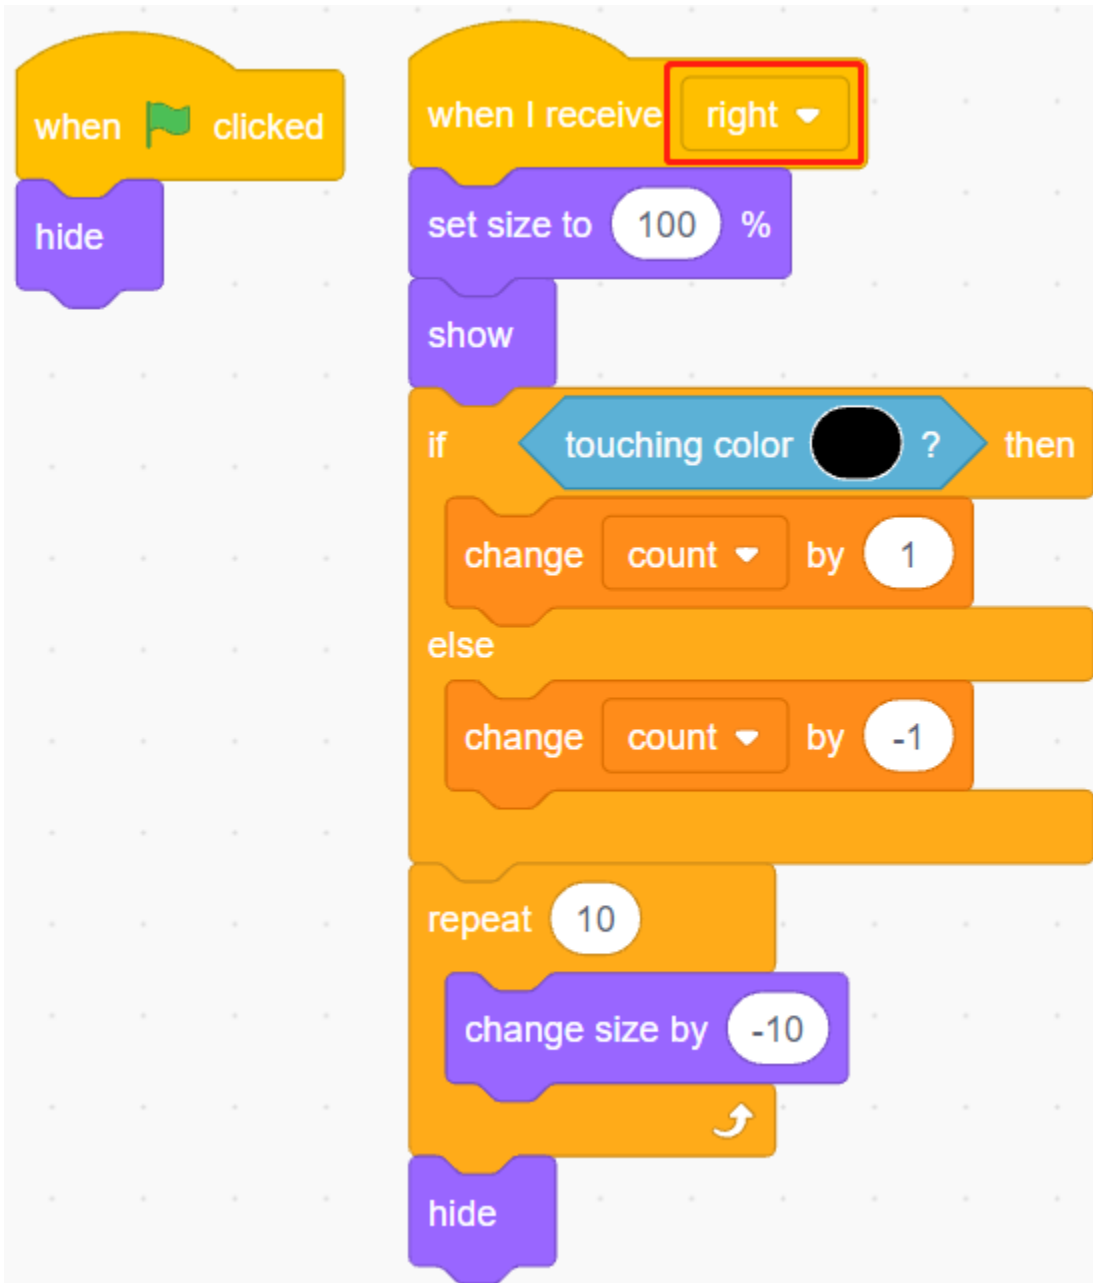 when clicked
hide
when I receive right
set size to 100 %
show
if touching color ? then
change count by 1
else
change count by -1
repeat 10
change size by -10
hide